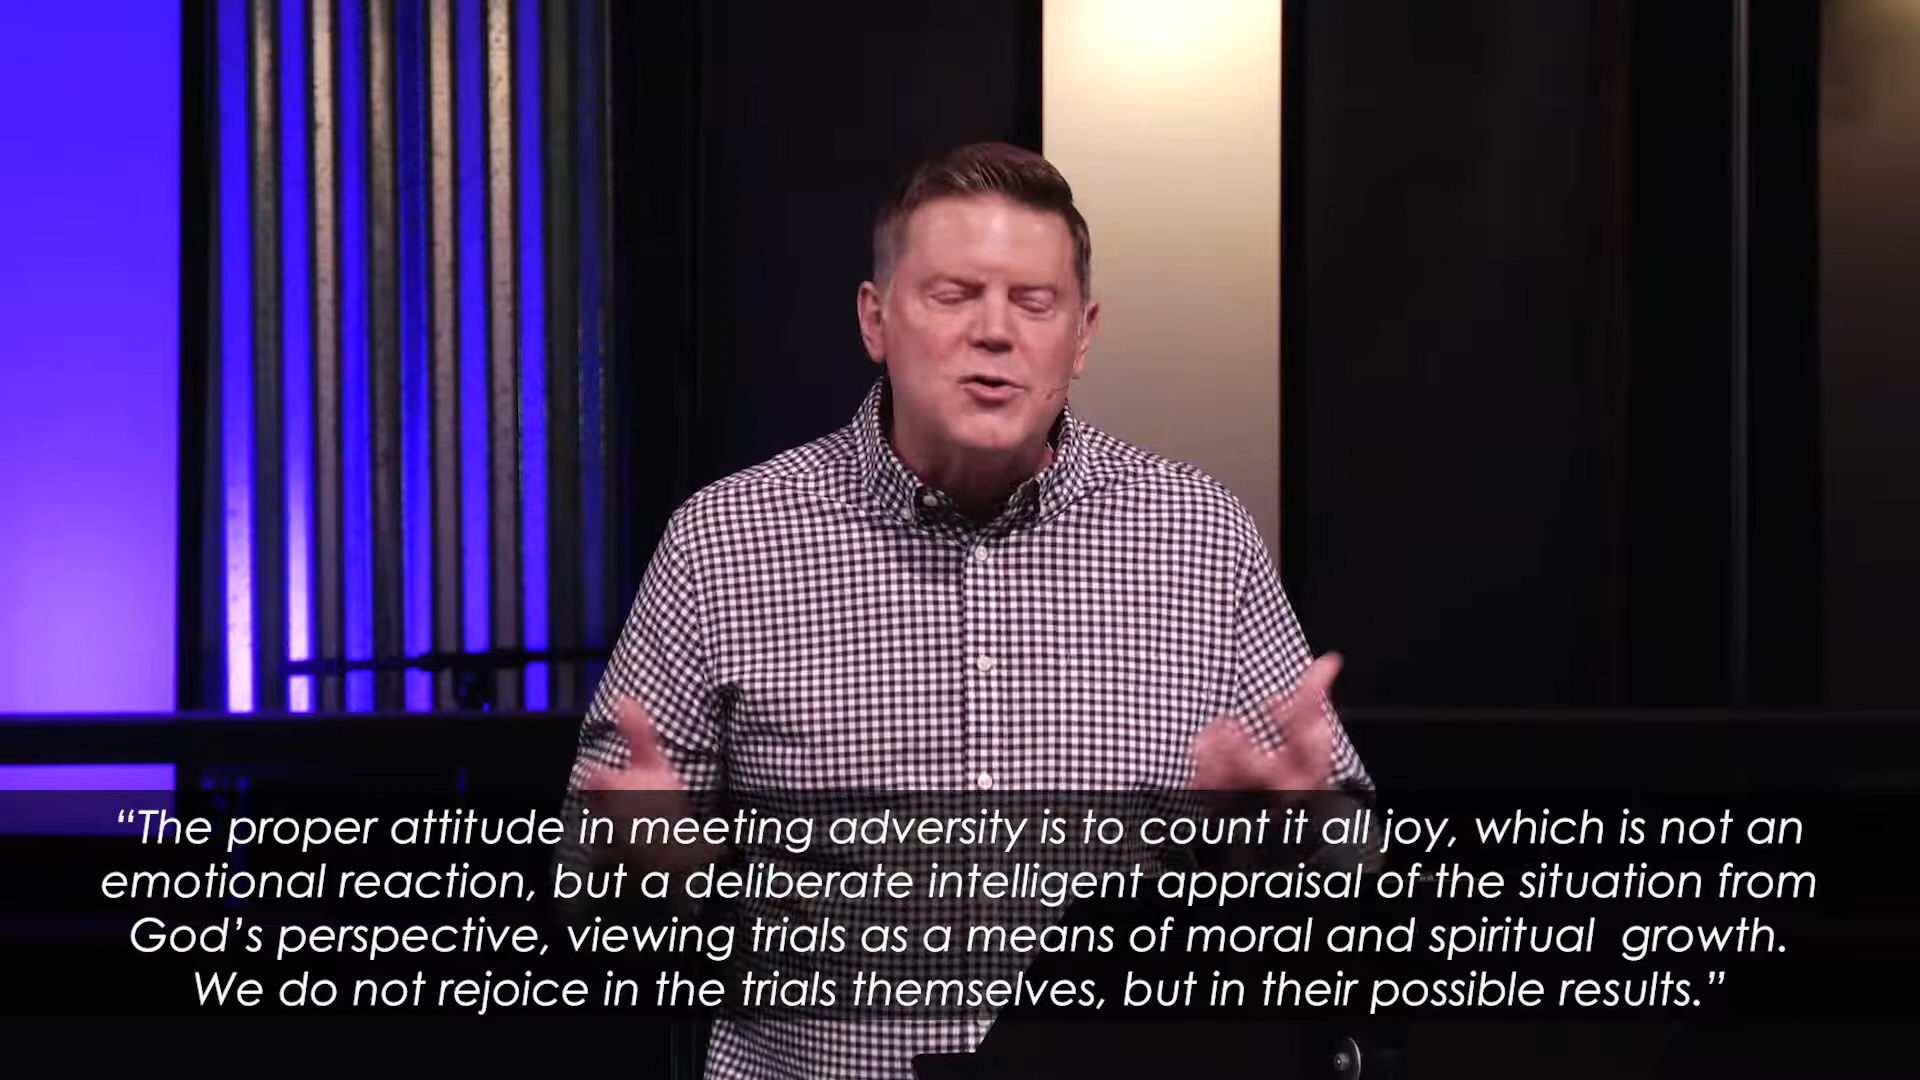 “The proper attitude in meeting adversity is to count it all joy, which is not an
emotional reaction, but a deliberate intelligent appraisal of the situation from
God’s perspective, viewing trials as a means of moral and spiritual  growth.
We do not rejoice in the trials themselves, but in their possible results.”